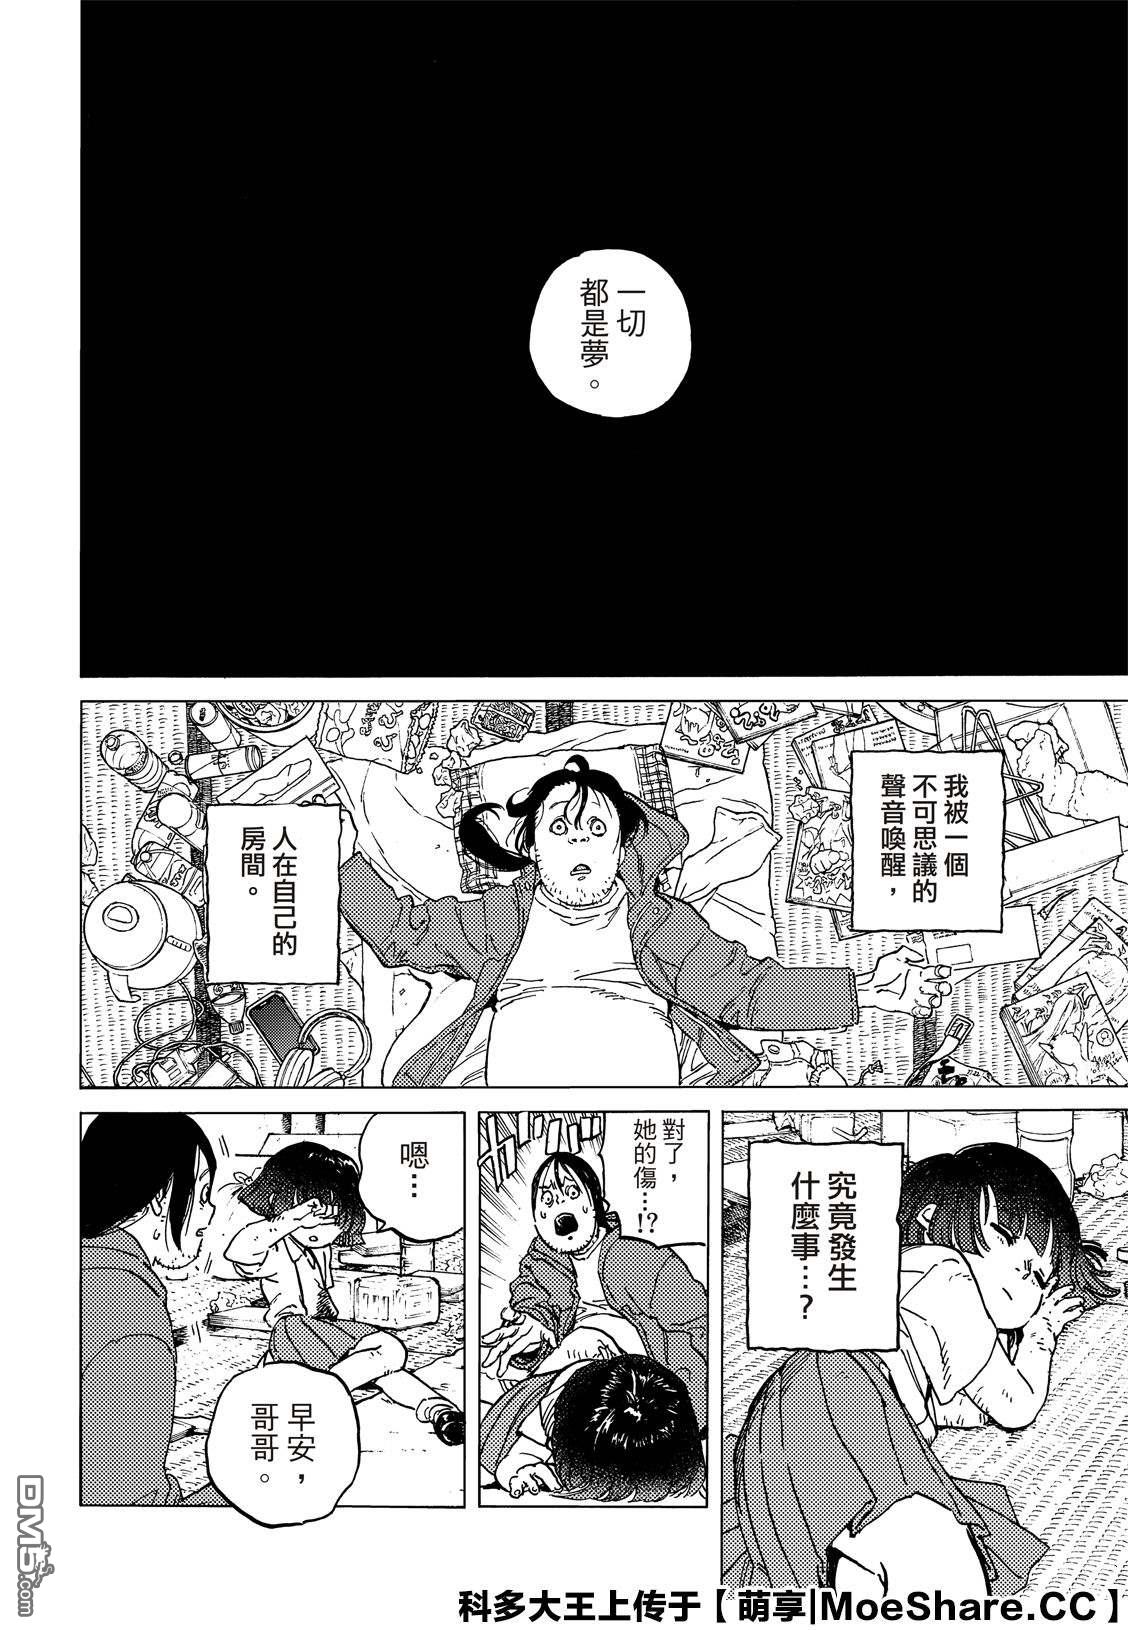 一切
都是夢。
我被一個
不可思議的
聲音喚醒，
人在自己的
房間。
究竟發生
什麼事…？
對了，
她的傷…!?
嗯…
早安，
哥哥。
DM5.com
科多大王上传于【萌享|MoeShare.CC】